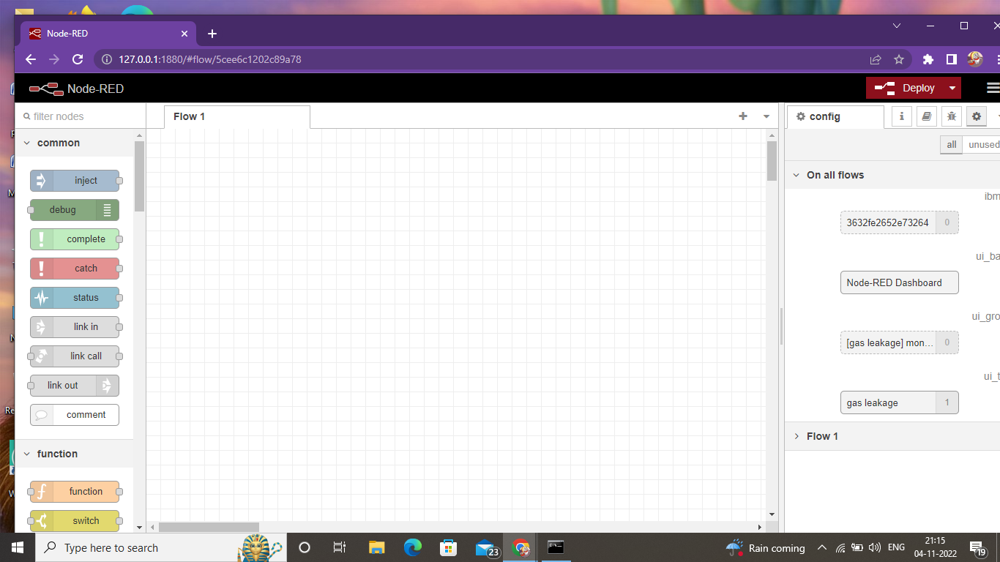 Node-RED
127.0.0.1:1880/#flow/5cee6c1202c89a78
Node-RED
Deploy
filter nodes
Flow 1
config
all
unused
common
On all flows
inject
ibm
debug
3632fe2652e73264
0
complete
ui_ba
catch
Node-RED Dashboard
status
ui_gro
link in
[gas leakage] mon...
0
link call
ui_t
link out
gas leakage
1
comment
Flow 1
function
function
switch
Type here to search
23
Rain coming
ENG
21:15
04-11-2022
19